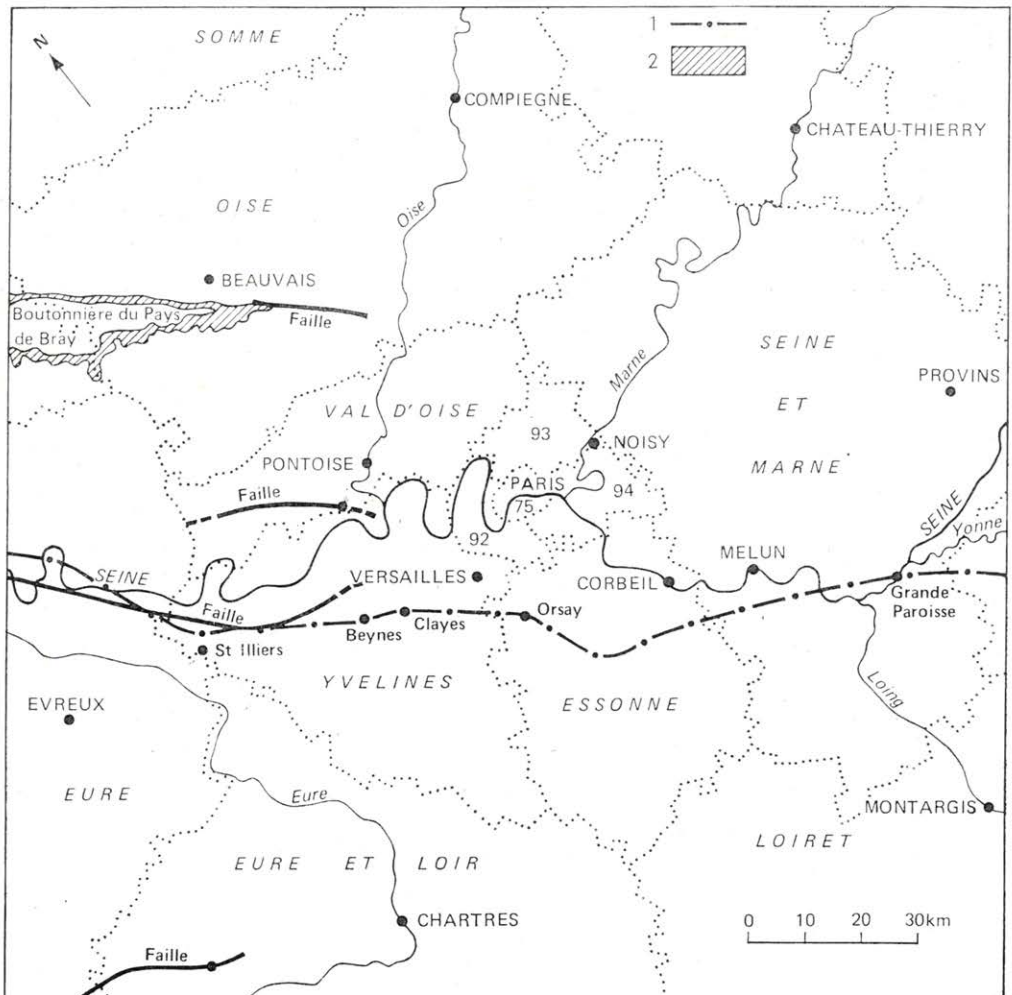 N
SOMME
1
2
COMPIEGNE
CHATEAU-THIERRY
OISE
Oise
BEAUVAIS
Boutonnière du Pays
de Bray
Faille
Marne
SEINE
ET
MARNE
PROVINS
VAL D'OISE
93
NOISY
PONTOISE
PARIS
75
94
Faille
92
SEINE
Yonne
SEINE
VERSAILLES
CORBEIL
MELUN
Grande
Paroisse
Faille
Beynes
Clayes
Orsay
St Illiers
YVELINES
ESSONNE
Loing
EVREUX
EURE
Eure
MONTARGIS
LOIRET
EURE ET LOIR
CHARTRES
0 10 20 30km
Faille